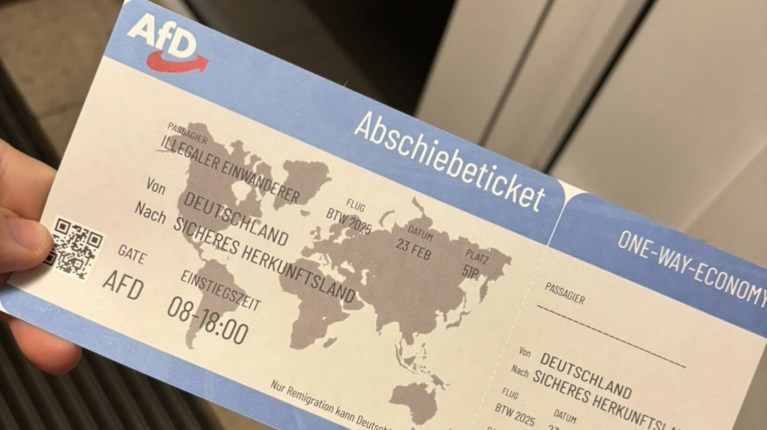 AfD
Abschiebeticket
PASSAGIER
ILLEGALER EINWANDERER
Von DEUTSCHLAND
Nach SICHERES HERKUNFTSLAND
FLUG
BTW 2025
DATUM
23 FEB
PLATZ
51P
GATE
AFD
EINSTIEGSZEIT
08-18:00
Nur Remigration kann
ONE-WAY-ECONOMY
PASSAGIER
Von DEUTSCHLAND
Nach SICHERES
FLUG
BTW 2025
DATUM